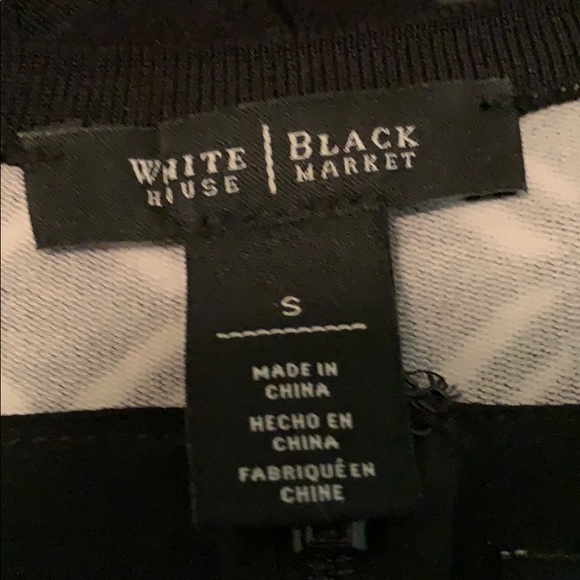 WHITE HOUSE | BLACK MARKET
S
MADE IN
CHINA
HECHO EN
CHINA
FABRIQUÉ EN
CHINE